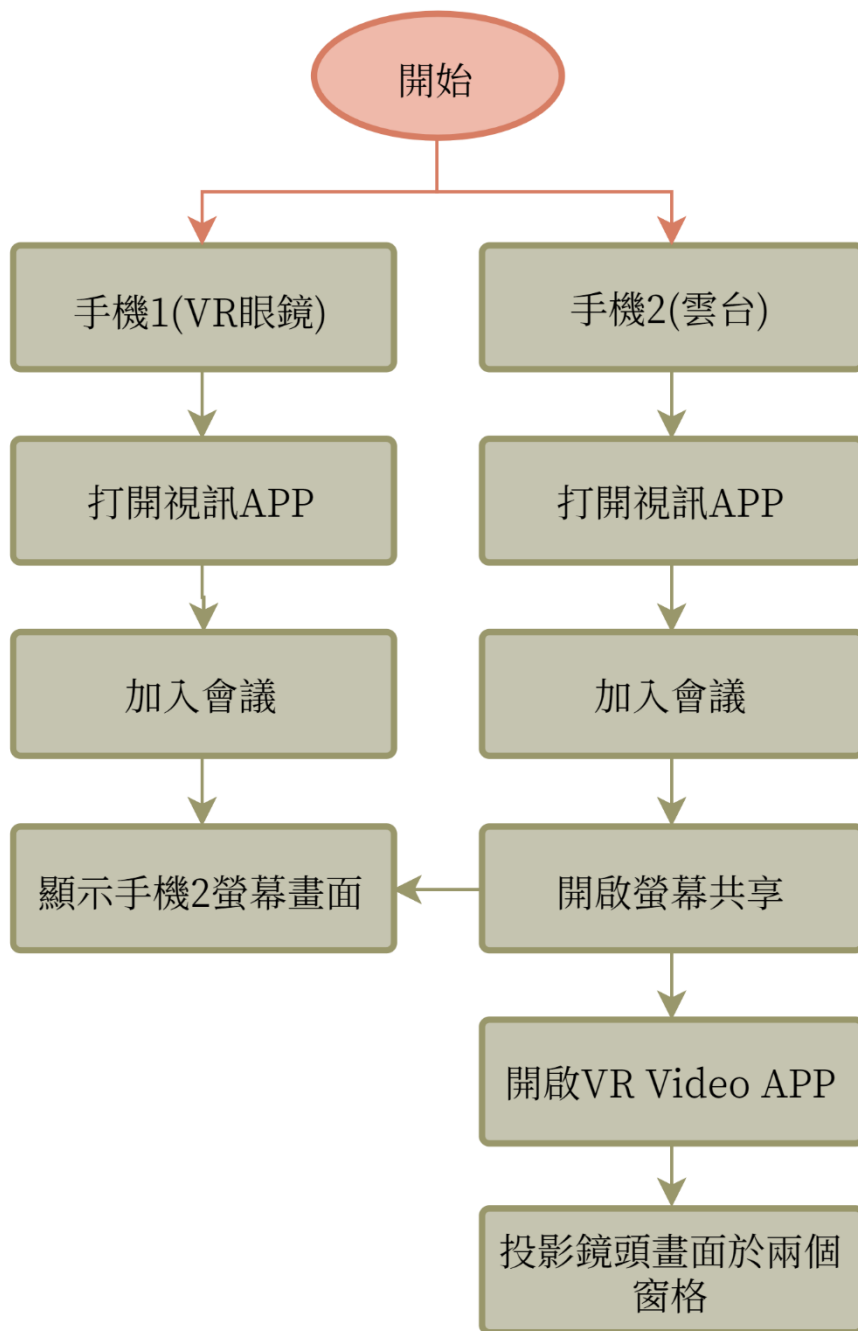 開始
手機1(VR眼鏡)
手機2(雲台)
打開視訊APP
打開視訊APP
加入會議
加入會議
顯示手機2螢幕畫面
開啟螢幕共享
開啟VR Video APP
投影鏡頭畫面於兩個
窗格